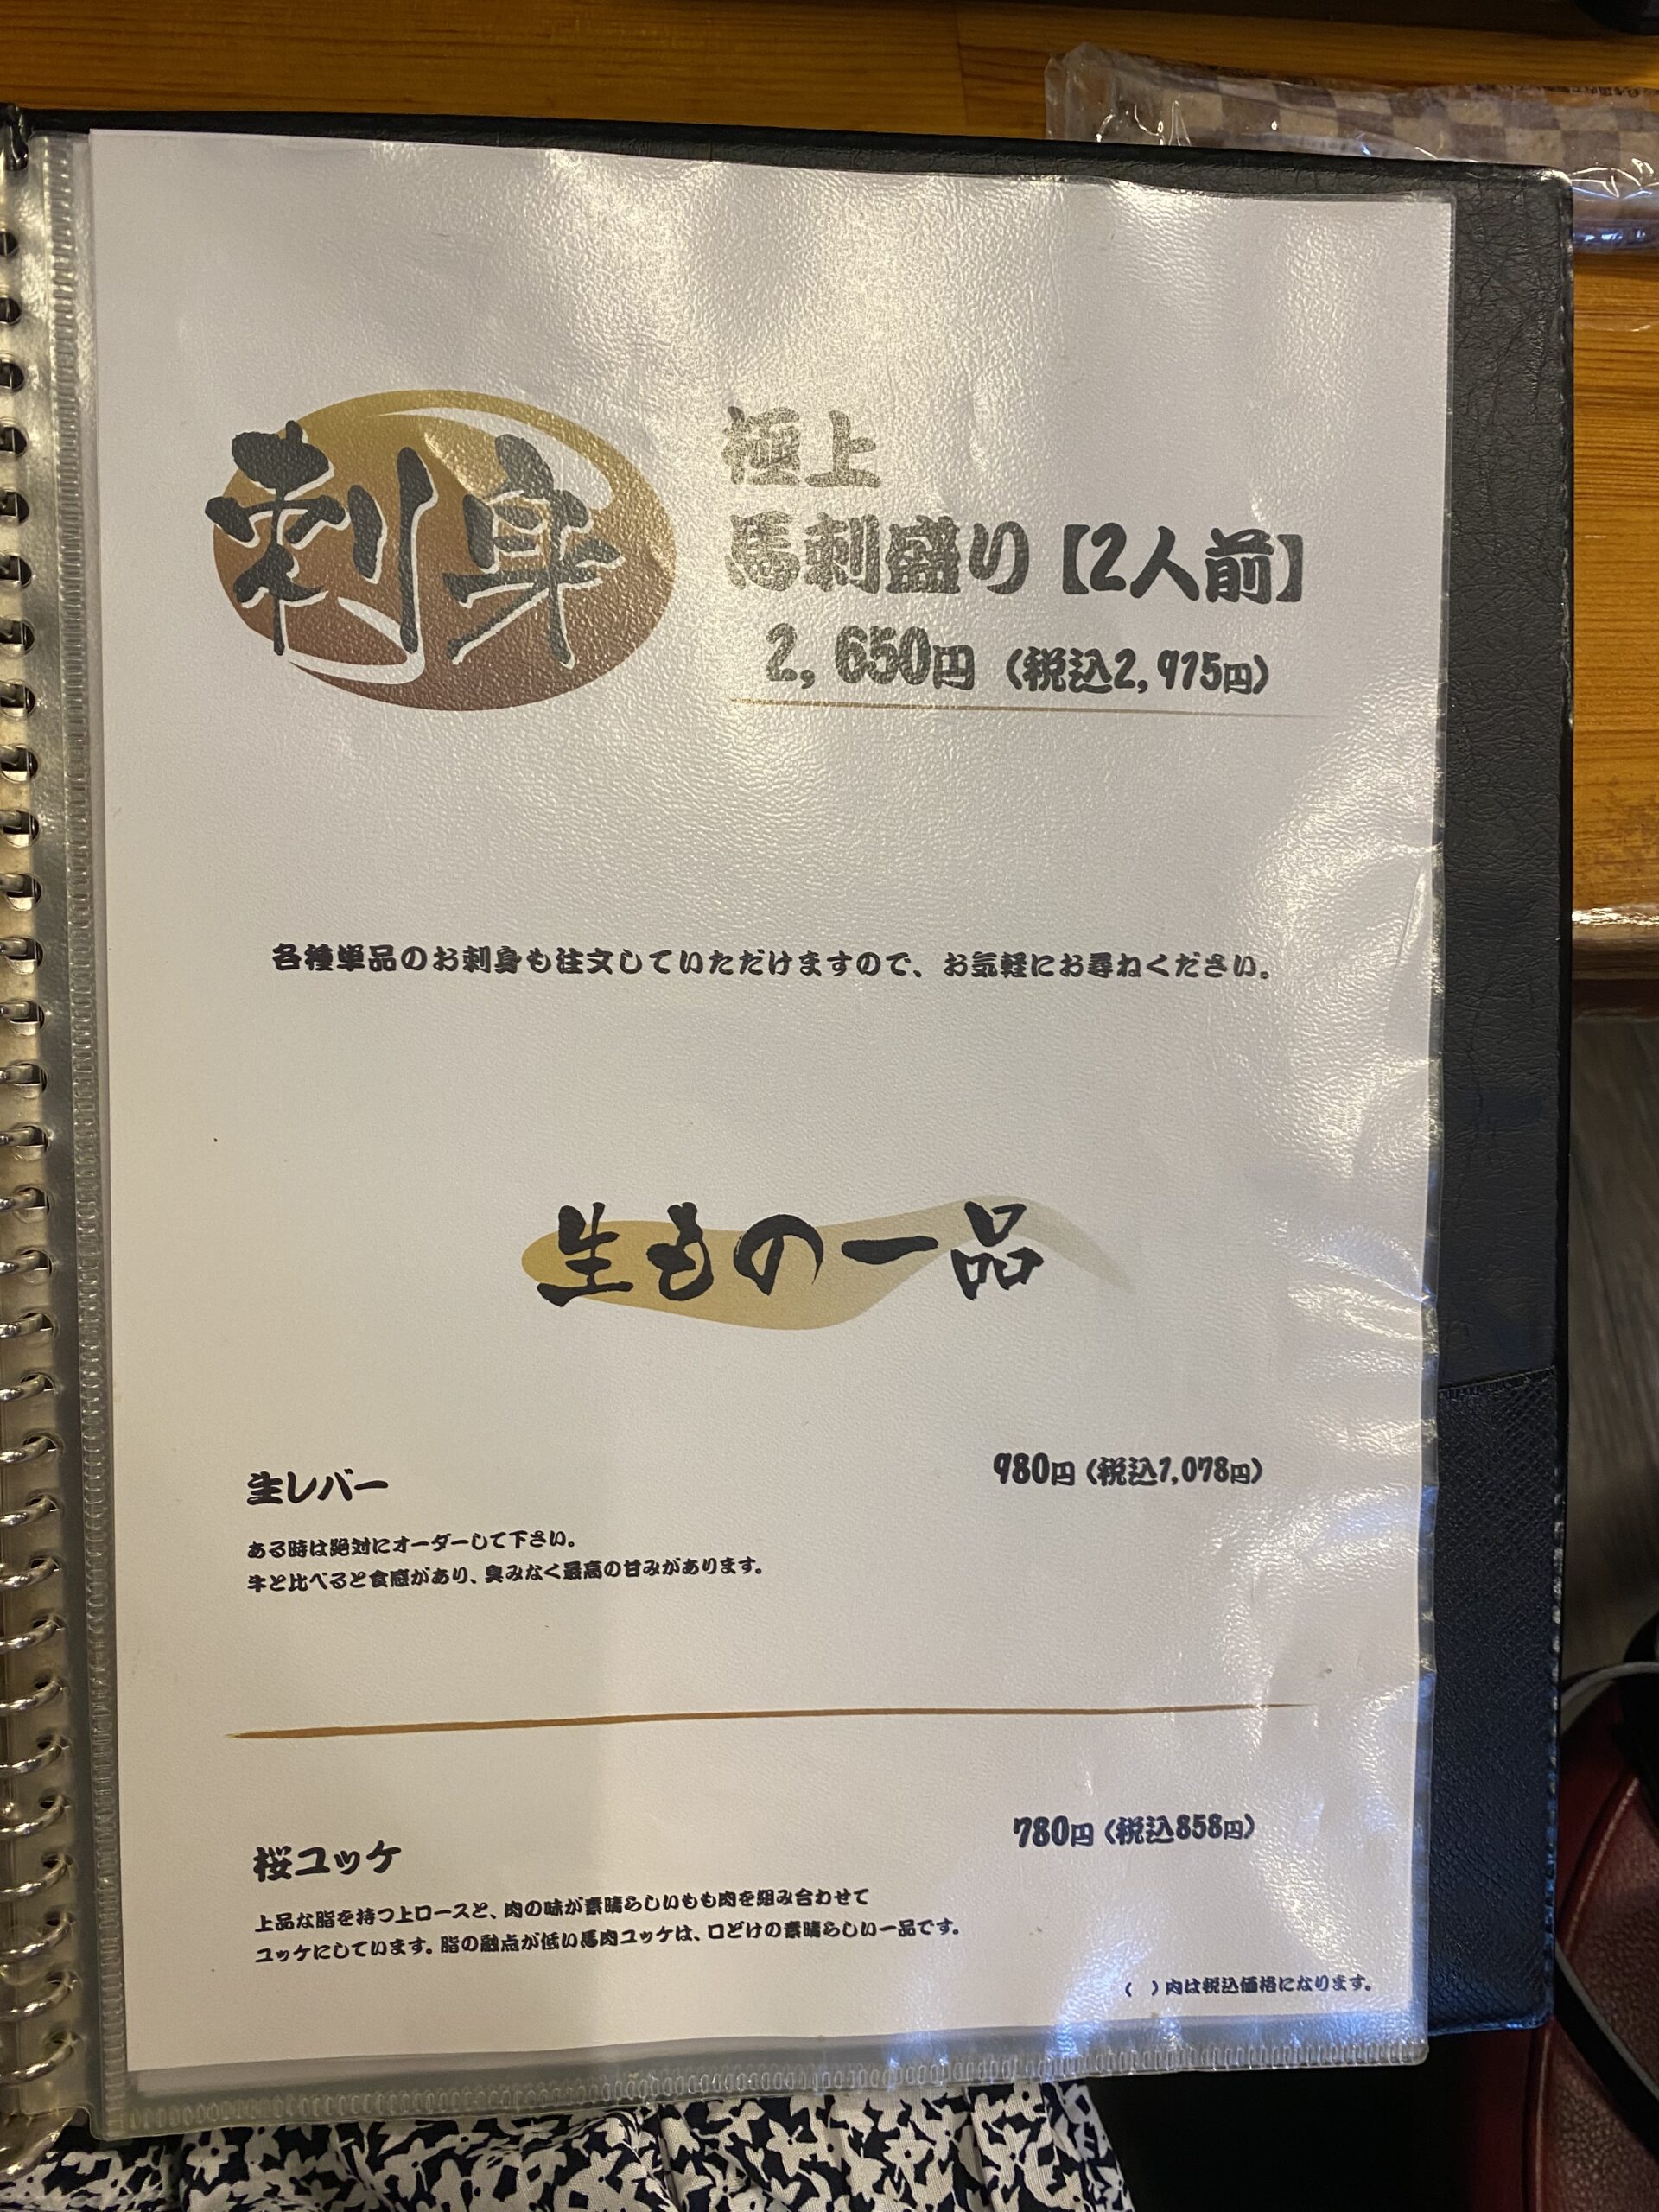 刺身
極上
馬刺盛り【2人前】
2,650円（税込2,915円）
各種単品のお刺身も注文していただけますので、お気軽にお尋ねください。
生もの一品
生レバー
980円（税込1,078円）
ある時は絶対にオーダーして下さい。
牛と比べると食感があり、臭みなく最高の甘みがあります。
桜ユッケ
780円（税込858円）
上品な脂を持つ上ロースと、肉の味が素晴らしいもも肉を組み合わせて
ユッケにしています。脂の融点が低い馬肉ユッケは、口どけの素晴らしい一品です。
（　）内は税込価格になります。